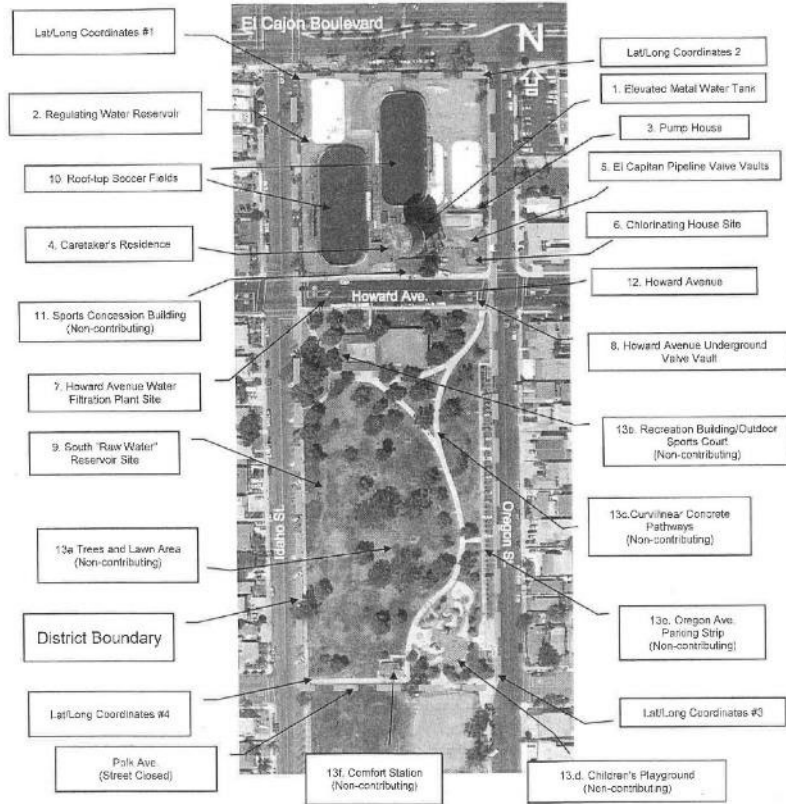 El Cajon Boulevard
N
Lat/Long Coordinates #1
Lat/Long Coordinates 2
1. Elevated Metal Water Tank
2. Regulating Water Reservoir
3. Pump House
10. Roof-top Soccer Fields
5. El Capitan Pipeline Valve Vaults
4. Caretaker's Residence
6. Chlorinating House Site
Howard Ave.
12. Howard Avenue
11. Sports Concession Building
(Non-contributing)
8. Howard Avenue Underground
Valve Vault
7. Howard Avenue Water
Filtration Plant Site
13b. Recreation Building/Outdoor
Sports Court
(Non-contributing)
9. South "Raw Water"
Reservoir Site
13c.Curvilinear Concrete
Pathways
(Non-contributing)
Idaho St.
Oregon St.
13a Trees and Lawn Area
(Non-contributing)
13e. Oregon Ave.
Parking Strip
(Non-contributing)
District Boundary
Lat/Long Coordinates #4
Lat/Long Coordinates #3
Polk Ave.
(Street Closed)
13f. Comfort Station
(Non-contributing)
13.d. Children's Playground
(Non-contributing)